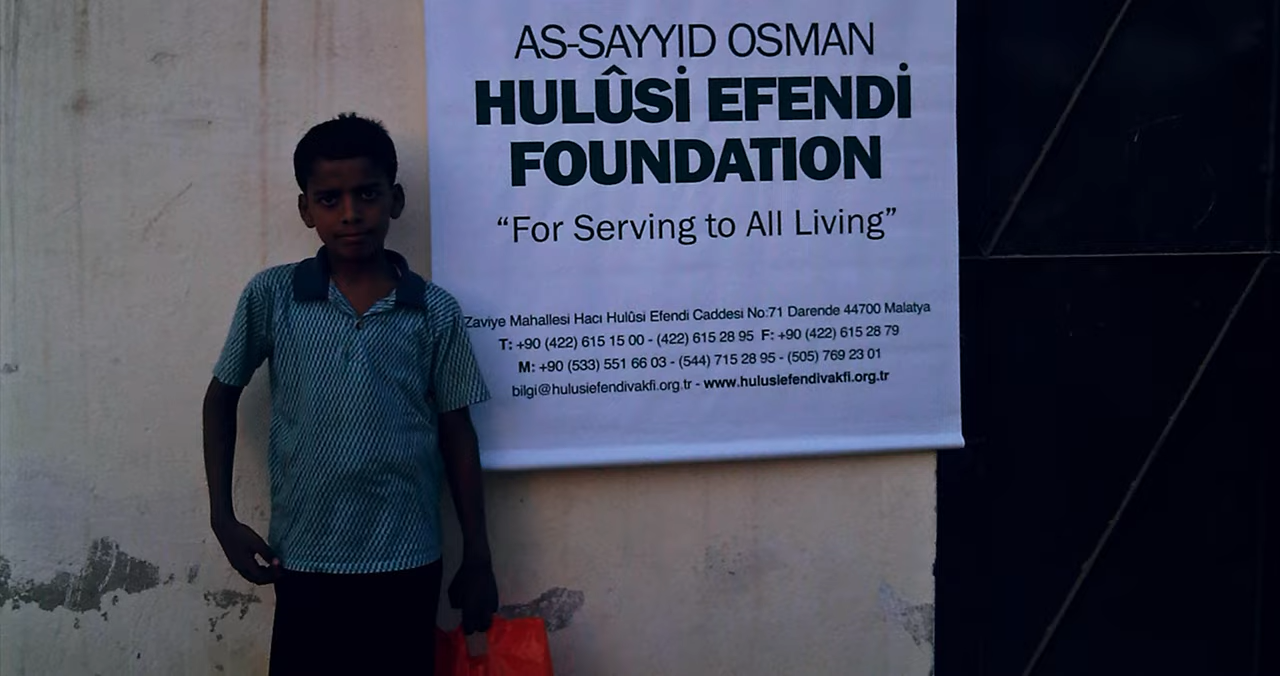 AS-SAYYID OSMAN
HULÛSİ EFENDİ
FOUNDATION
“For Serving to All Living”
Zaviye Mahallesi Hacı Hulûsi Efendi Caddesi No:71 Darende 44700 Malatya
T: +90 (422) 615 15 00 - (422) 615 28 95 F: +90 (422) 615 28 79
M: +90 (533) 551 66 03 - (544) 715 28 95 - (505) 769 23 01
bilgi@hulusiefendivakfi.org.tr - www.hulusiefendivakfi.org.tr